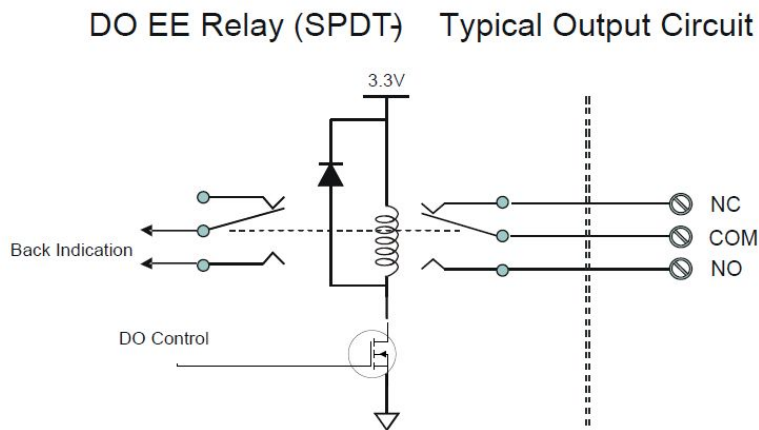 DO EE Relay (SPDT-) Typical Output Circuit
3.3V
NC
COM
Back Indication
NO
DO Control